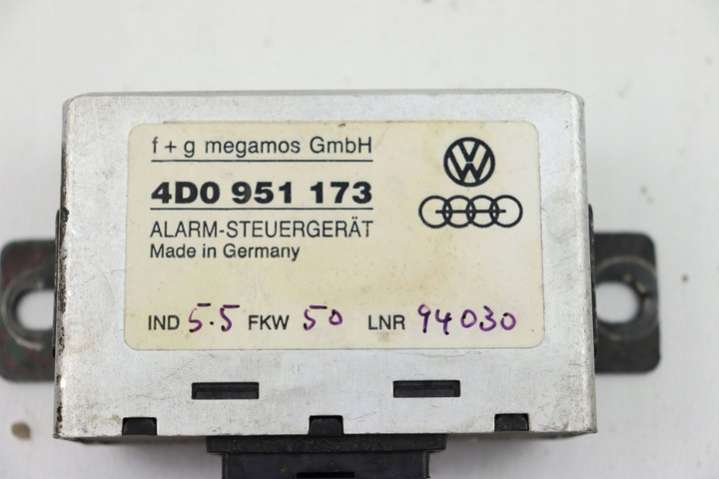 f + g megamos GmbH
4D0 951 173
ALARM-STEUERGERÄT
Made in Germany
IND 5.5 FKW 50 LNR 94030